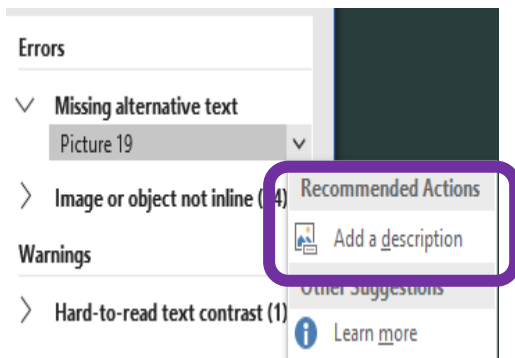 Errors
Missing alternative text
Picture 19
Image or object not inline ( 4)
Recommended Actions
Add a description
Warnings
Other Suggestions
Hard-to-read text contrast (1)
Learn more